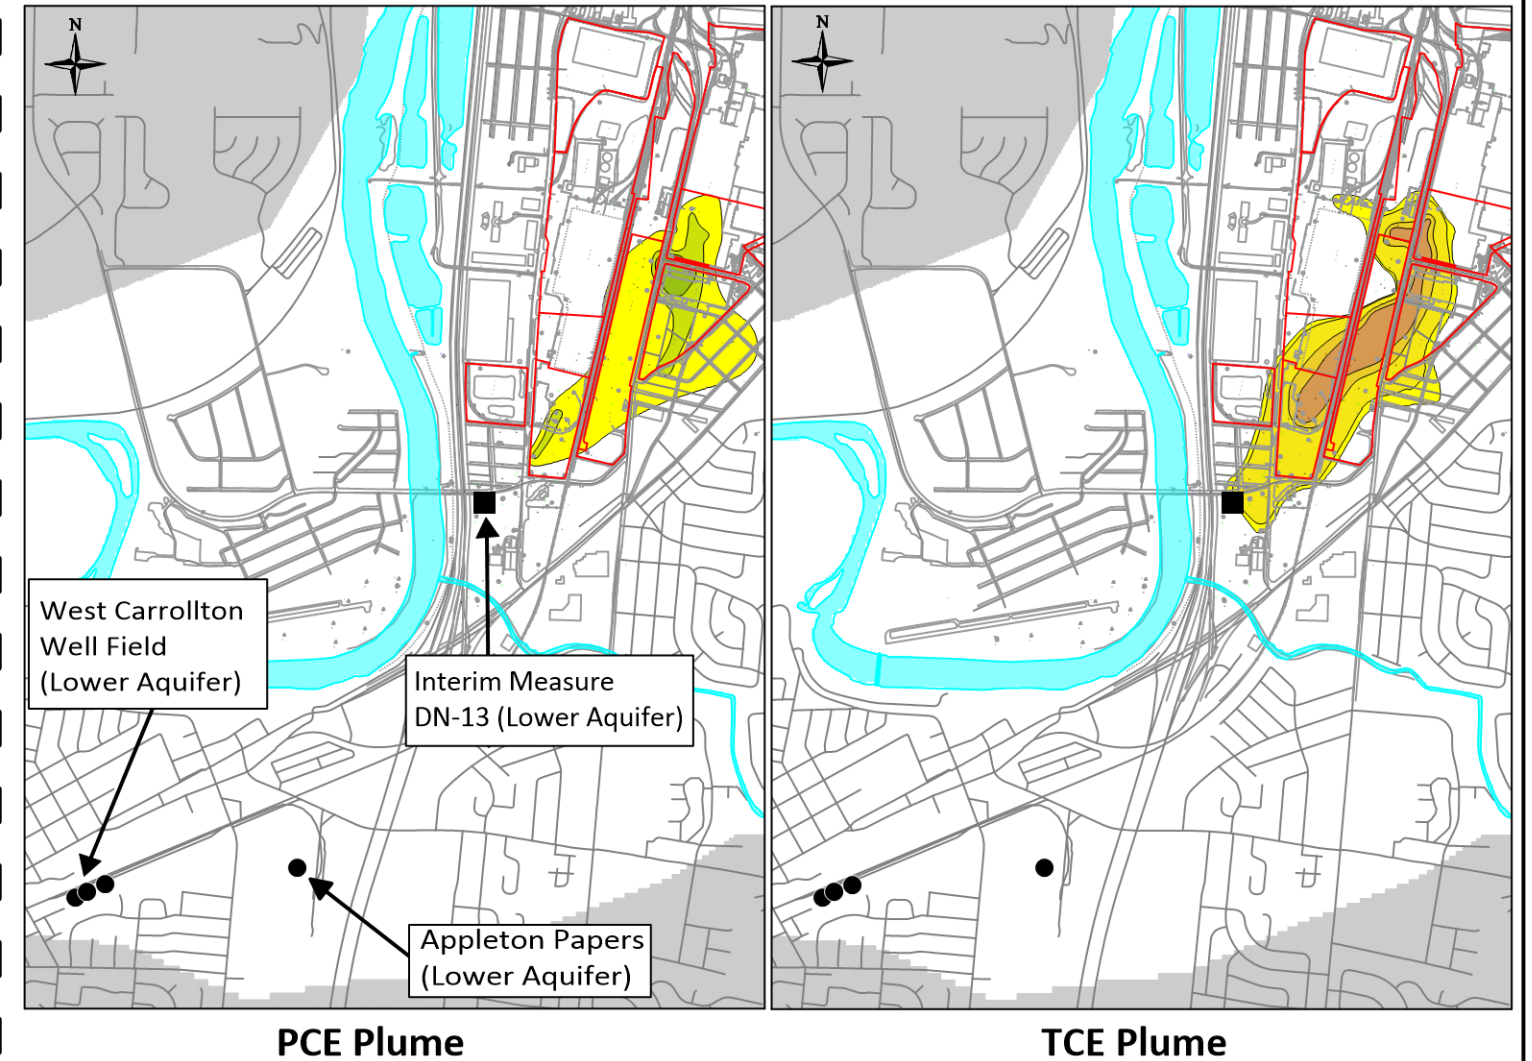 N
N
West Carrollton
Well Field
(Lower Aquifer)
Interim Measure
DN-13 (Lower Aquifer)
Appleton Papers
(Lower Aquifer)
PCE Plume
TCE Plume